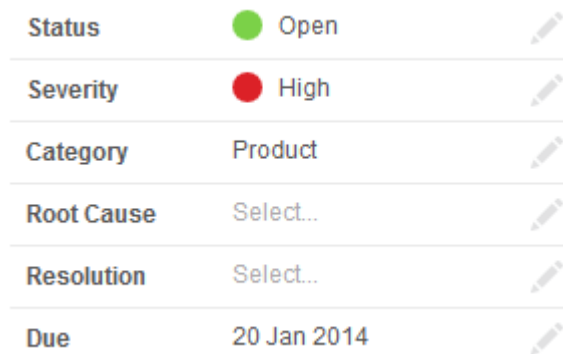 Status Open
Severity High
Category Product
Root Cause Select...
Resolution Select...
Due 20 Jan 2014